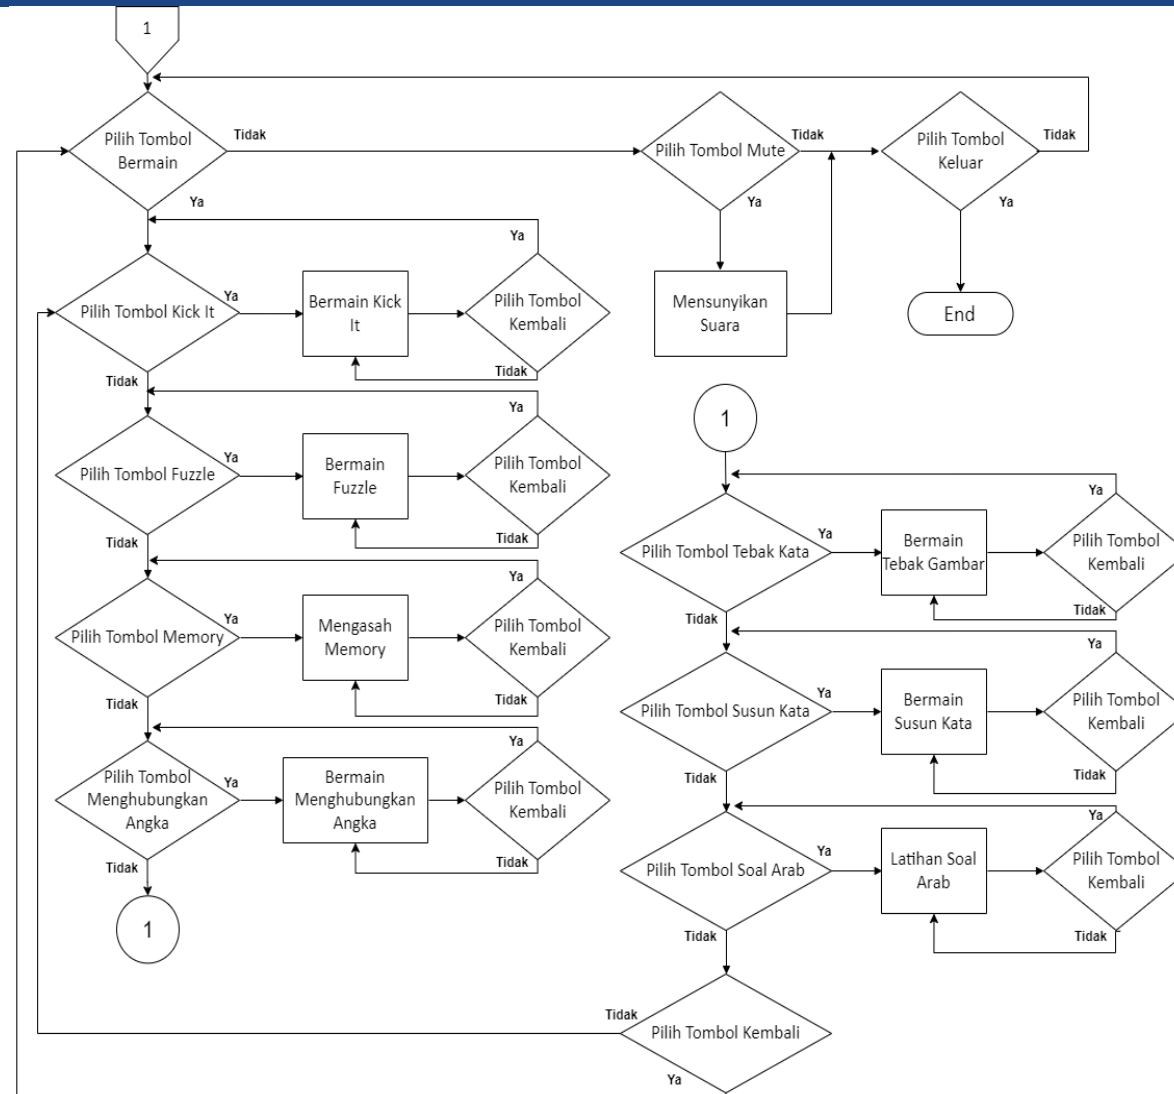 1
Pilih Tombol
Bermain
Tidak
Ya
Pilih Tombol Mute
Tidak
Ya
Mensunyikan
Suara
Pilih Tombol
Keluar
Tidak
Ya
End
Pilih Tombol Kick It
Ya
Tidak
Bermain Kick
It
Pilih Tombol
Kembali
Ya
Tidak
Pilih Tombol Fuzzle
Ya
Tidak
Bermain
Fuzzle
Pilih Tombol
Kembali
Ya
Tidak
Pilih Tombol Memory
Ya
Tidak
Mengasah
Memory
Pilih Tombol
Kembali
Ya
Tidak
Pilih Tombol
Menghubungkan
Angka
Ya
Tidak
Bermain
Menghubungkan
Angka
Pilih Tombol
Kembali
Ya
Tidak
1
1
Pilih Tombol Tebak Kata
Ya
Tidak
Bermain
Tebak Gambar
Pilih Tombol
Kembali
Ya
Tidak
Pilih Tombol Susun Kata
Ya
Tidak
Bermain
Susun Kata
Pilih Tombol
Kembali
Ya
Tidak
Pilih Tombol Soal Arab
Ya
Tidak
Latihan Soal
Arab
Pilih Tombol
Kembali
Ya
Tidak
Pilih Tombol Kembali
Tidak
Ya